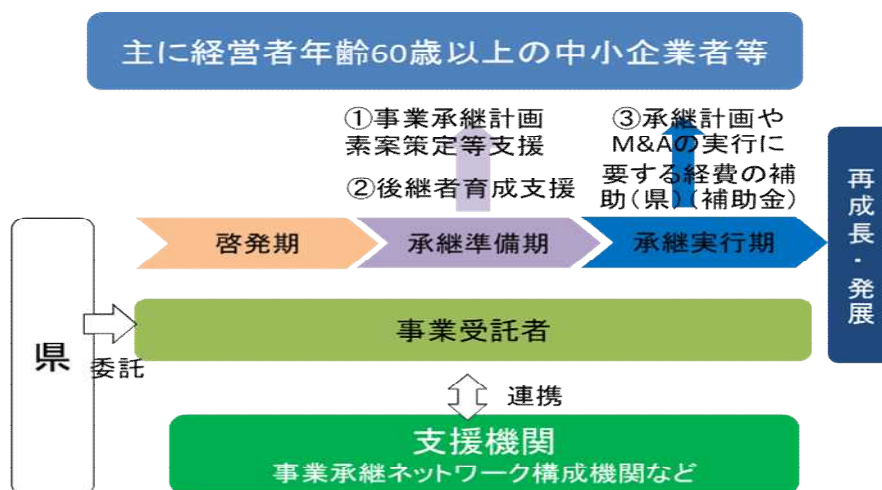 主に経営者年齢60歳以上の中小企業者等
①事業承継計画
素案策定等支援
②後継者育成支援
③承継計画や
M&Aの実行に
要する経費の補
助(県)(補助金)
啓発期
承継準備期
承継実行期
再成長・発展
県
委託
事業受託者
連携
支援機関
事業承継ネットワーク構成機関など